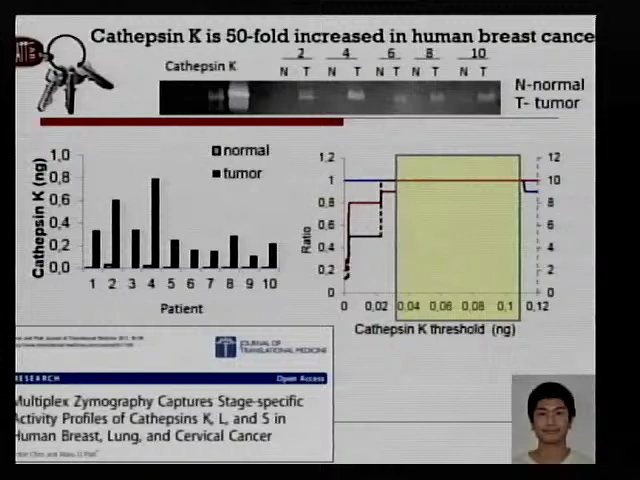 Cathepsin K is 50-fold increased in human breast cance
2 4 6 8 10
Cathepsin K
N T N T N T N T N T
N-normal
T- tumor
normal
tumor
Cathepsin K (ng)
1,0
0,8
0,6
0,4
0,2
0,0
1 2 3 4 5 6 7 8 9 10
Patient
1,2
1
0,8
0,6
0,4
0,2
0
Ratio
12
10
8
6
4
2
0
0 0,02 0,04 0,06 0,08 0,1 0,12
Cathepsin K threshold (ng)
JOURNAL OF
TRANSLATIONAL MEDICINE
RESEARCH
Open Access
Multiplex Zymography Captures Stage-specific
Activity Profiles of Cathepsins K, L, and S in
Human Breast, Lung, and Cervical Cancer